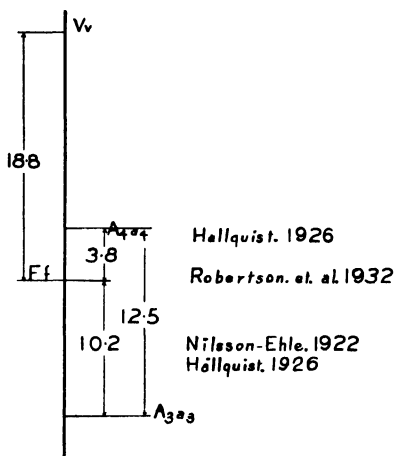 Vv
18·8
A4a4
Hallquist. 1926
3.8
Ff
Robertson. et. al. 1932
12.5
10.2
Nilsson-Ehle. 1922
Hållquist. 1926
A3a3